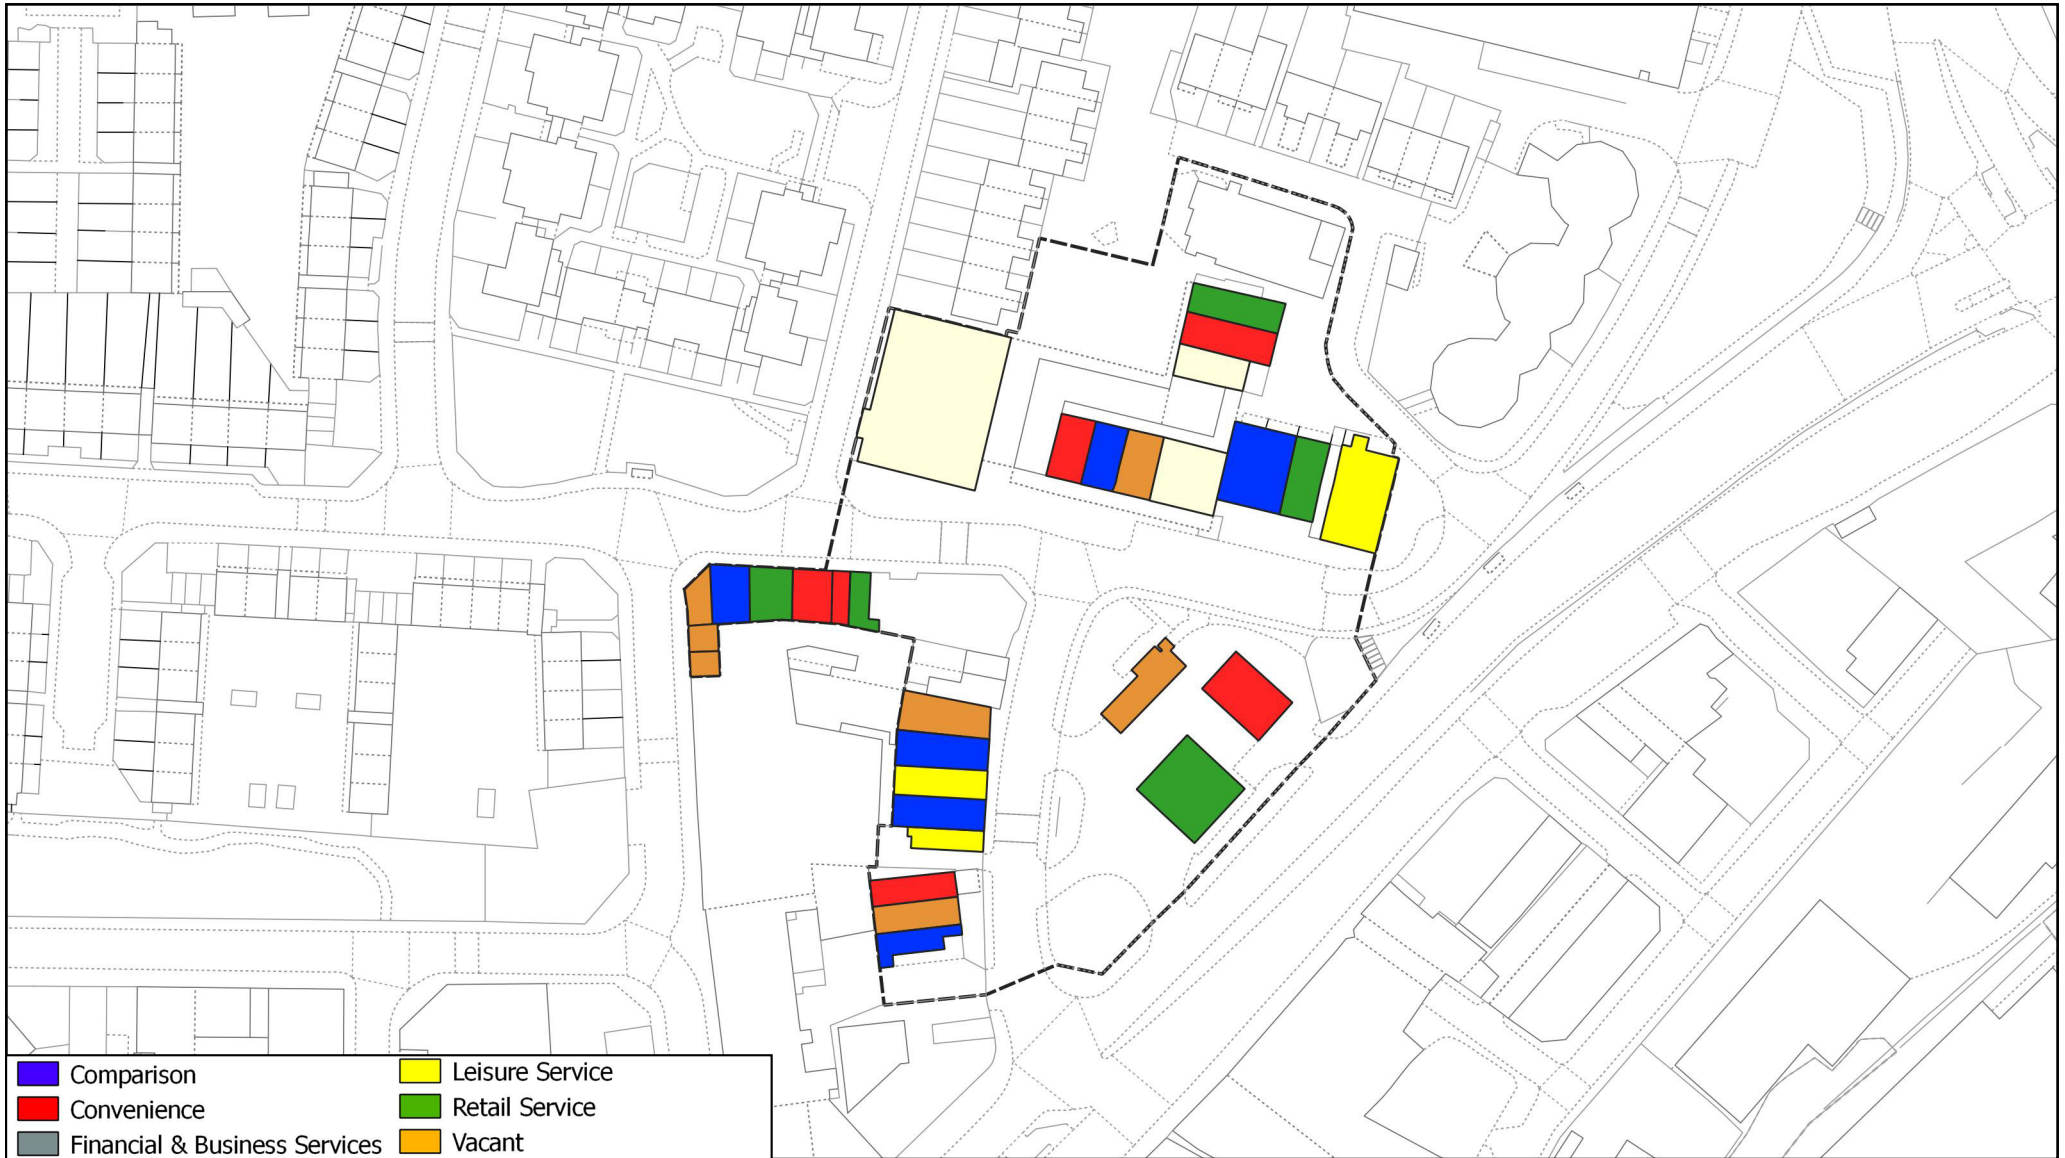 Comparison
Convenience
Financial & Business Services
Leisure Service
Retail Service
Vacant